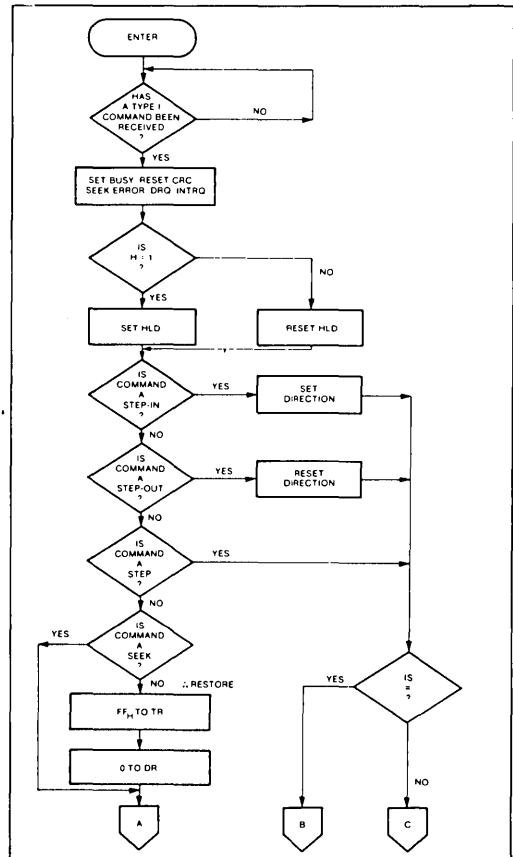 ENTER
HAS
A TYPE I
COMMAND BEEN
RECEIVED
?
NO
YES
SET BUSY RESET CRC
SEEK ERROR DRQ INTRQ
IS
H = 1
?
NO
YES
SET HLD
RESET HLD
IS
COMMAND
A
STEP-IN
?
YES
SET
DIRECTION
NO
IS
COMMAND
A
STEP-OUT
?
YES
RESET
DIRECTION
NO
IS
COMMAND
A
STEP
?
YES
NO
IS
COMMAND
A
SEEK
?
YES
NO ∴ RESTORE
FFH TO TR
0 TO DR
IS
=
?
YES
NO
A
B
C